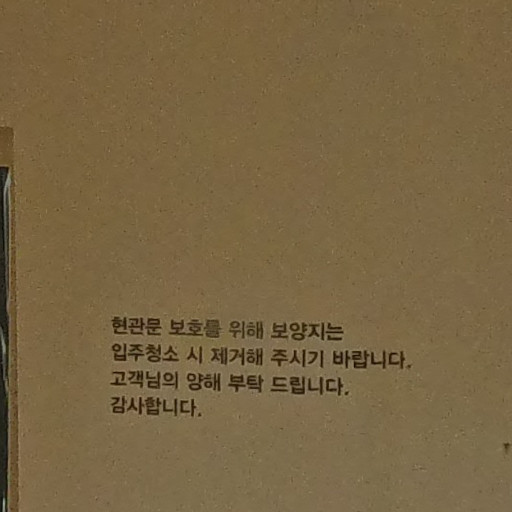 현관문 보호를 위해 보양지는
입주청소 시 제거해 주시기 바랍니다.
고객님의 양해 부탁 드립니다.
감사합니다.